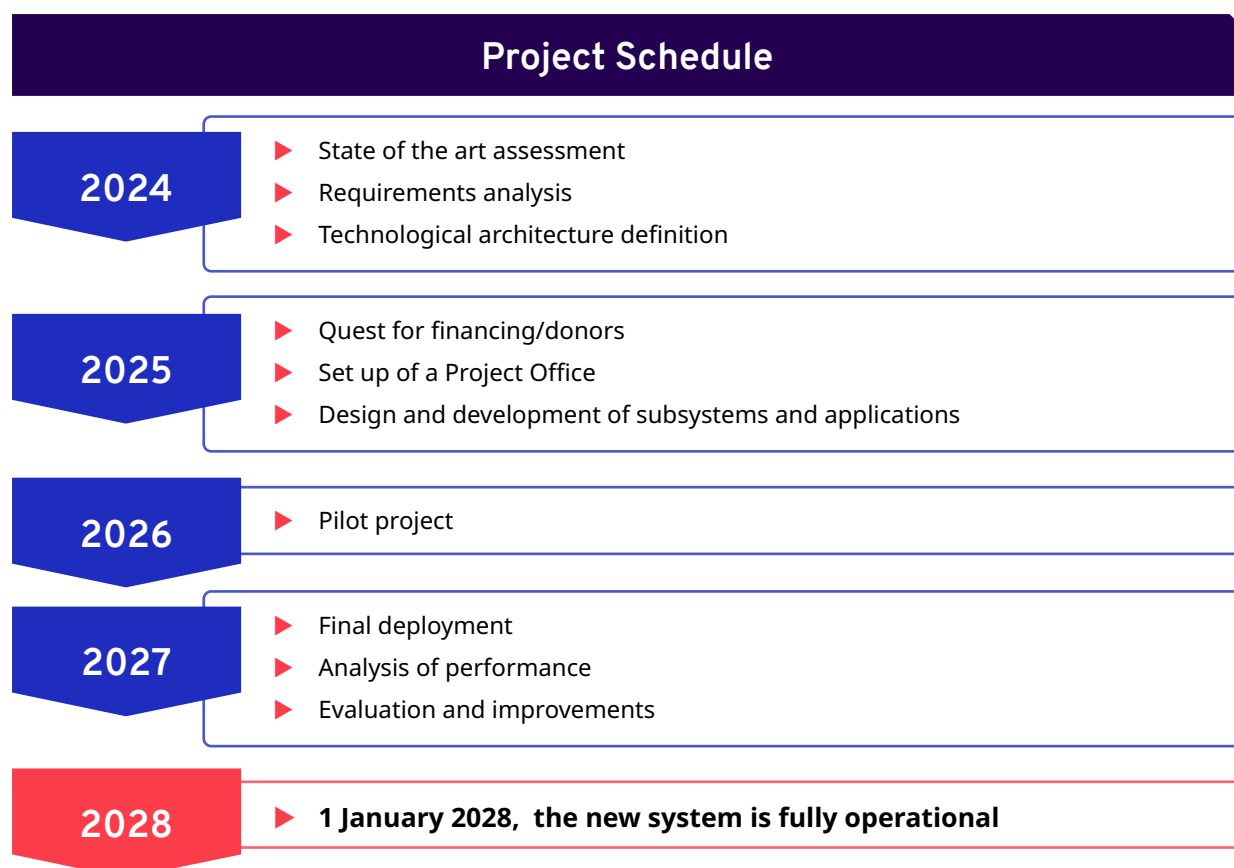 Project Schedule
2024
State of the art assessment
Requirements analysis
Technological architecture definition
2025
Quest for financing/donors
Set up of a Project Office
Design and development of subsystems and applications
2026
Pilot project
2027
Final deployment
Analysis of performance
Evaluation and improvements
2028
1 January 2028,  the new system is fully operational